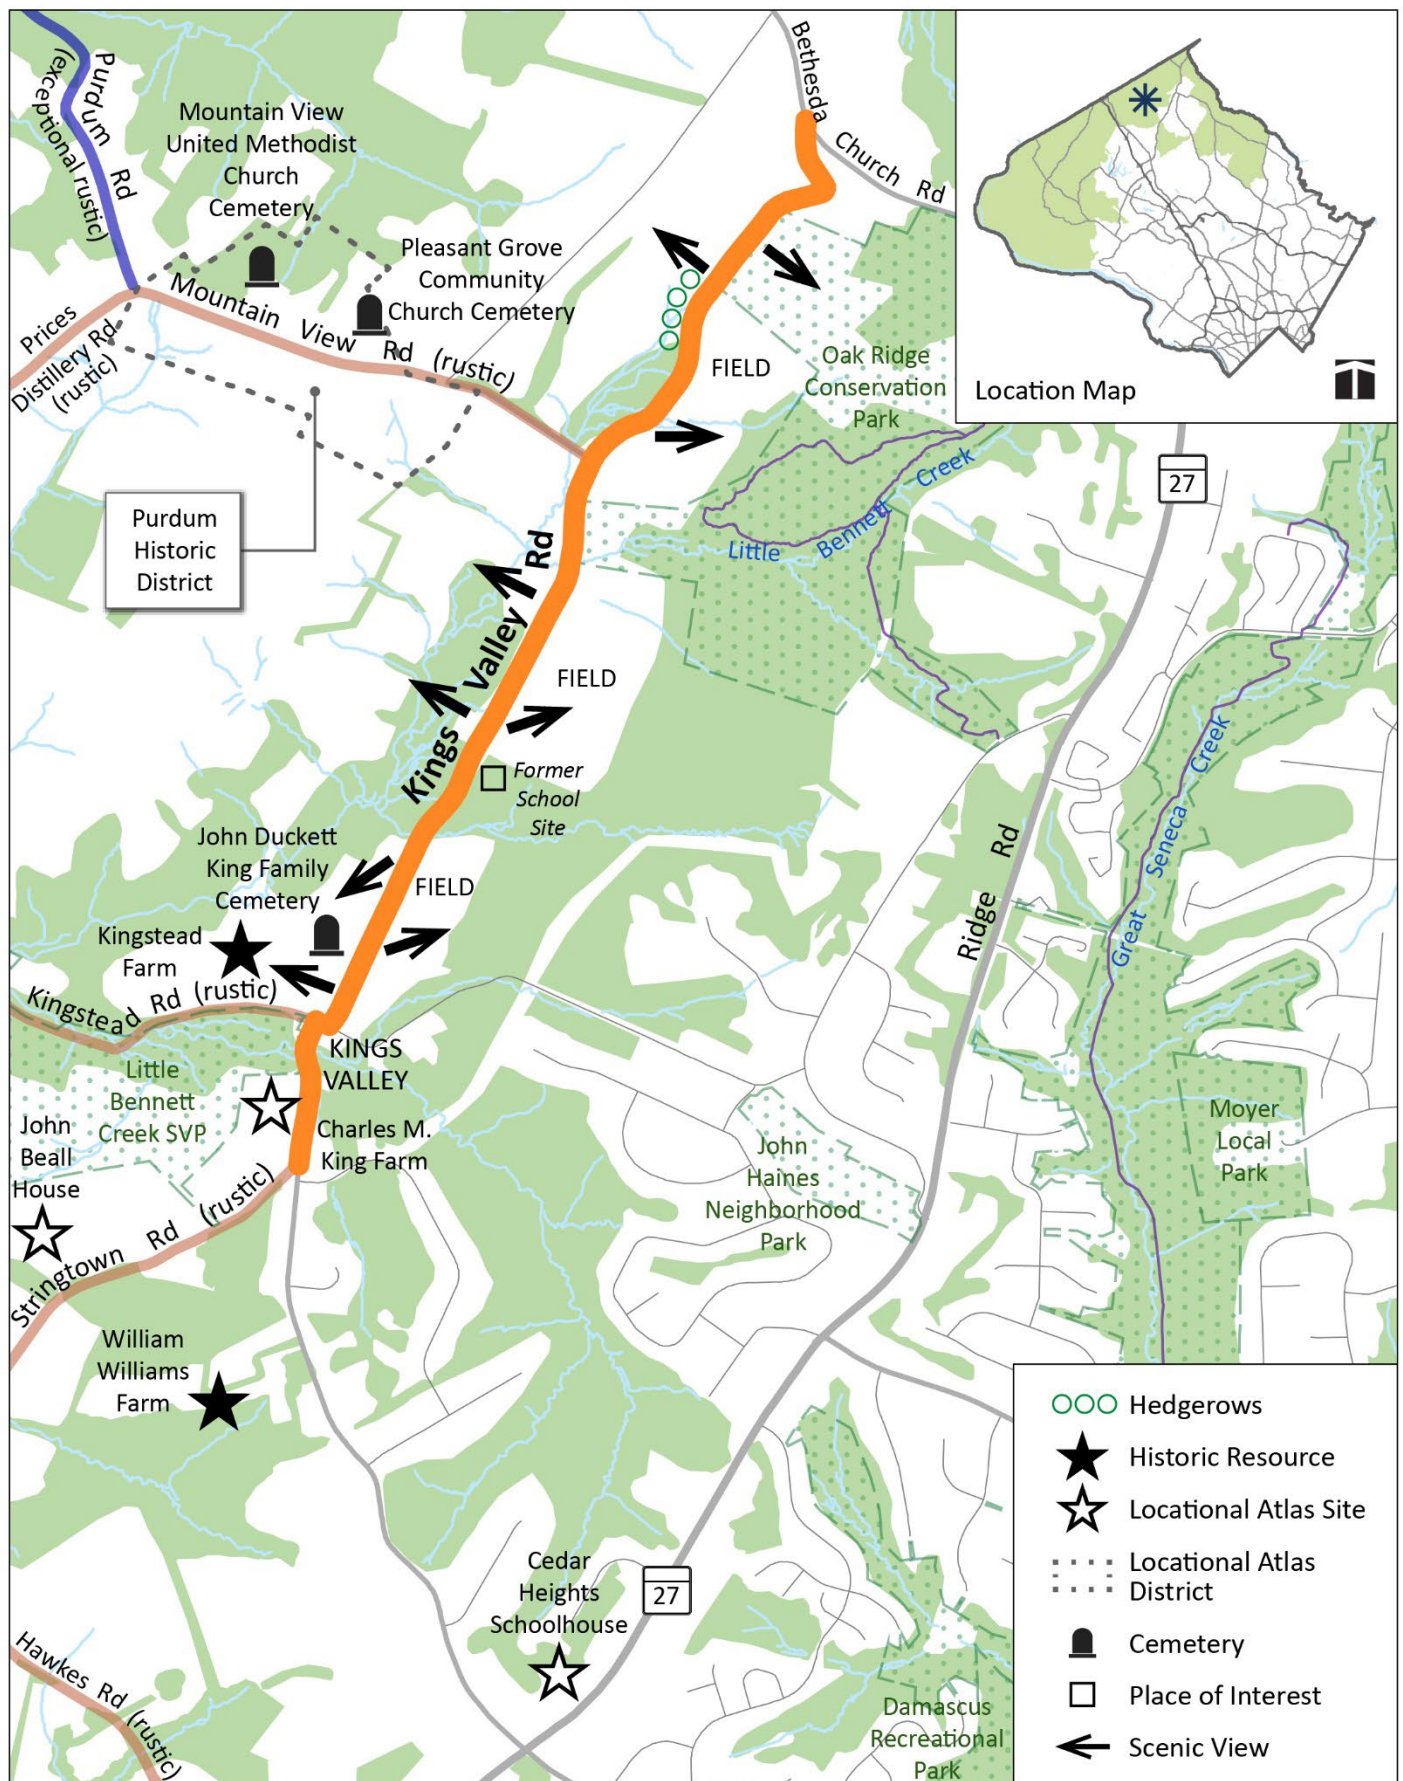 Bethesda
Church Rd
Purdum Rd
(exceptional rustic)
Mountain View
United Methodist
Church
Cemetery
Pleasant Grove
Community
Church Cemetery
Location Map
Mountain View Rd (rustic)
Prices
Distillery Rd
(rustic)
FIELD
Oak Ridge
Conservation
Park
27
Purdum
Historic
District
Little Bennett Creek
Kings Valley Rd
FIELD
Former
School
Site
Great Seneca Creek
John Duckett
King Family
Cemetery
FIELD
Ridge Rd
Kingstead
Farm
Kingstead Rd (rustic)
KINGS
VALLEY
Little
Bennett
Creek SVP
John
Beall
House
Charles M.
King Farm
Moyer
Local
Park
John
Haines
Neighborhood
Park
Stringtown Rd (rustic)
William
Williams
Farm
Cedar
Heights
Schoolhouse
27
Hawkes Rd (rustic)
Damascus
Recreational
Park
Hedgerows
Historic Resource
Locational Atlas Site
Locational Atlas
District
Cemetery
Place of Interest
Scenic View